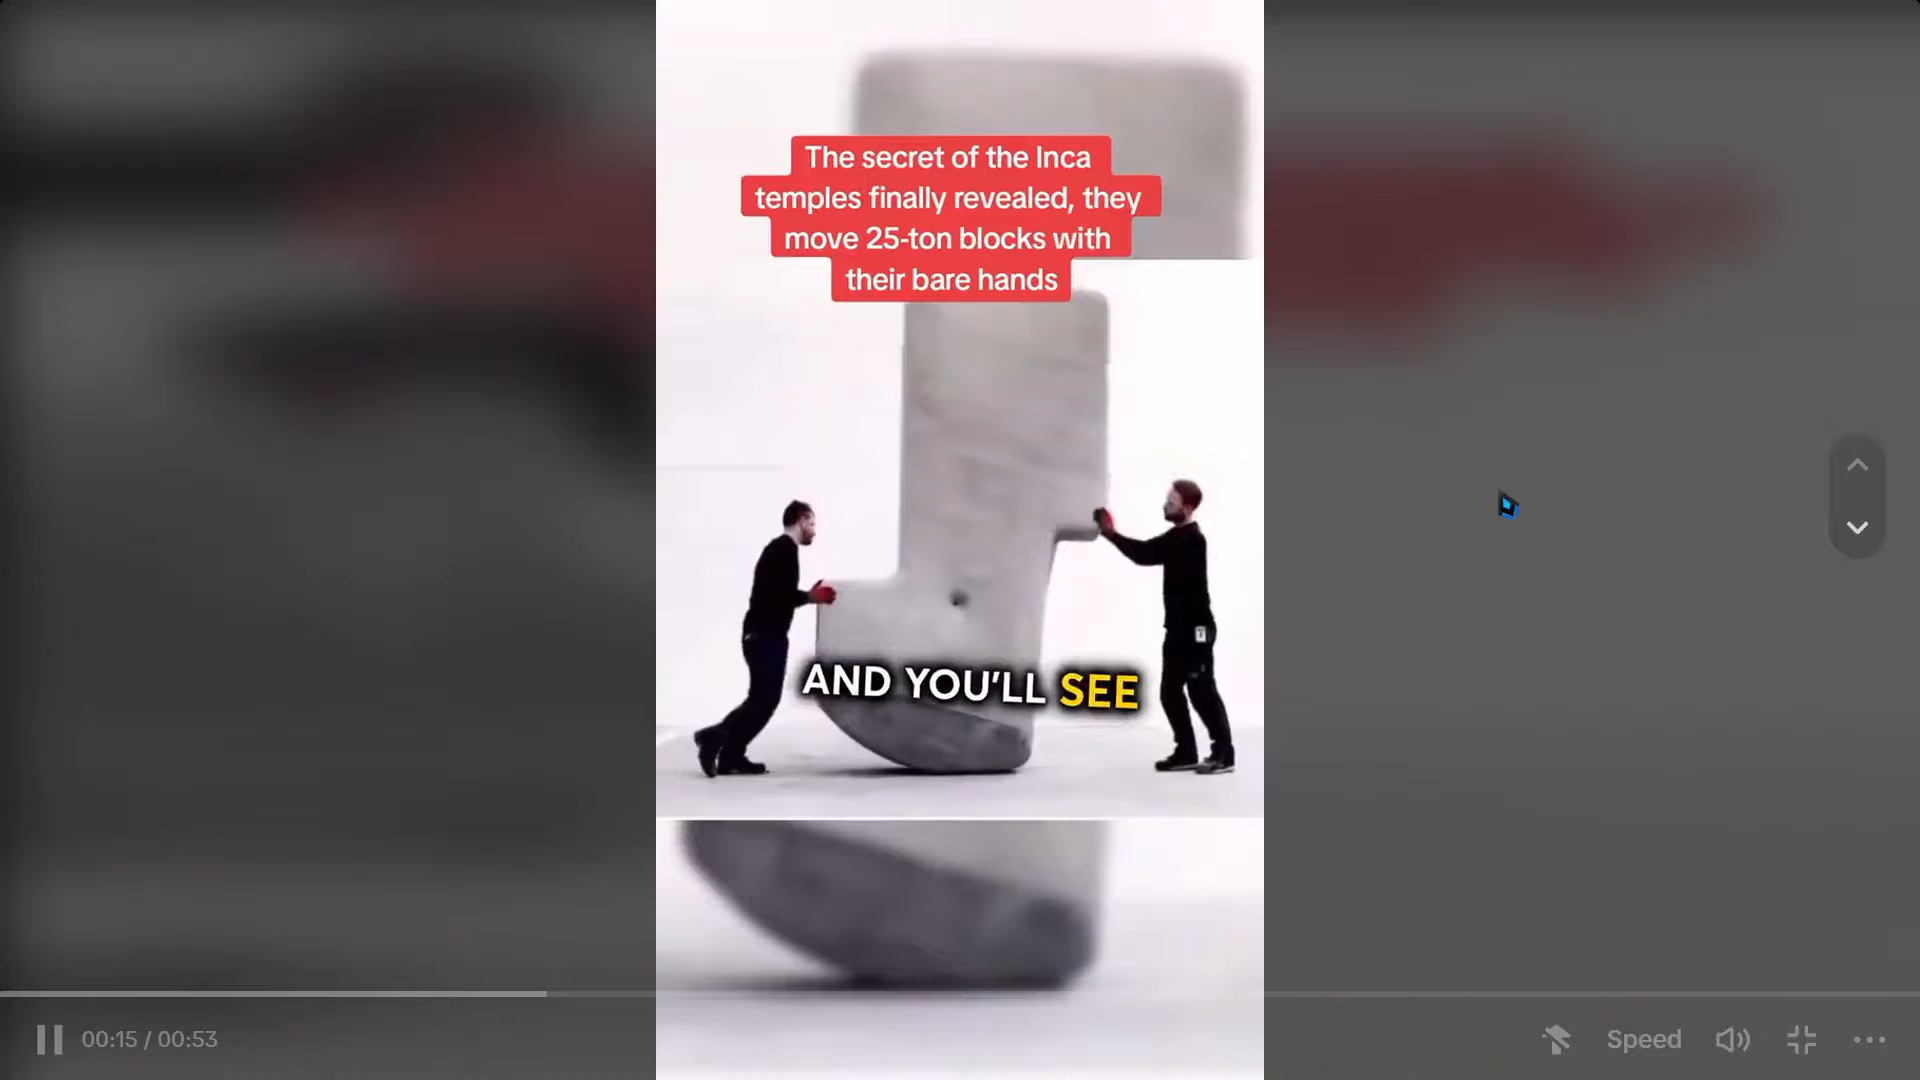 The secret of the Inca
temples finally revealed, they
move 25-ton blocks with
their bare hands
AND YOU'LL SEE
00:15 / 00:53
Speed